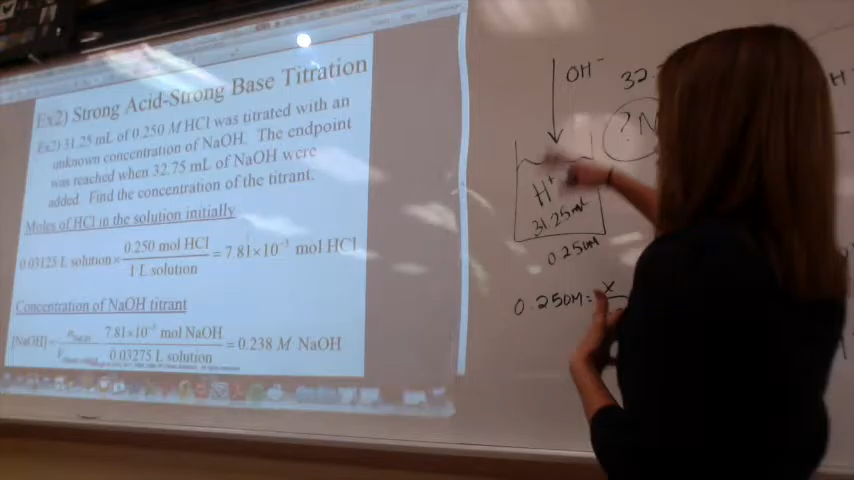 Ex2) Strong Acid-Strong Base Titration
Ex2) 31.25 mL of 0.250 M HCl was titrated with an
unknown concentration of NaOH. The endpoint
was reached when 32.75 mL of NaOH were
added. Find the concentration of the titrant.
Moles of HCl in the solution initially
0.03125 L solution × 0.250 mol HCl / 1 L solution = 7.81×10⁻³ mol HCl
Concentration of NaOH titrant
[NaOH] = n / V = 7.81×10⁻³ mol NaOH / 0.03275 L solution = 0.238 M NaOH
OH⁻
32.
? M
H⁺
31.25mL
0.250M
0.250M = x